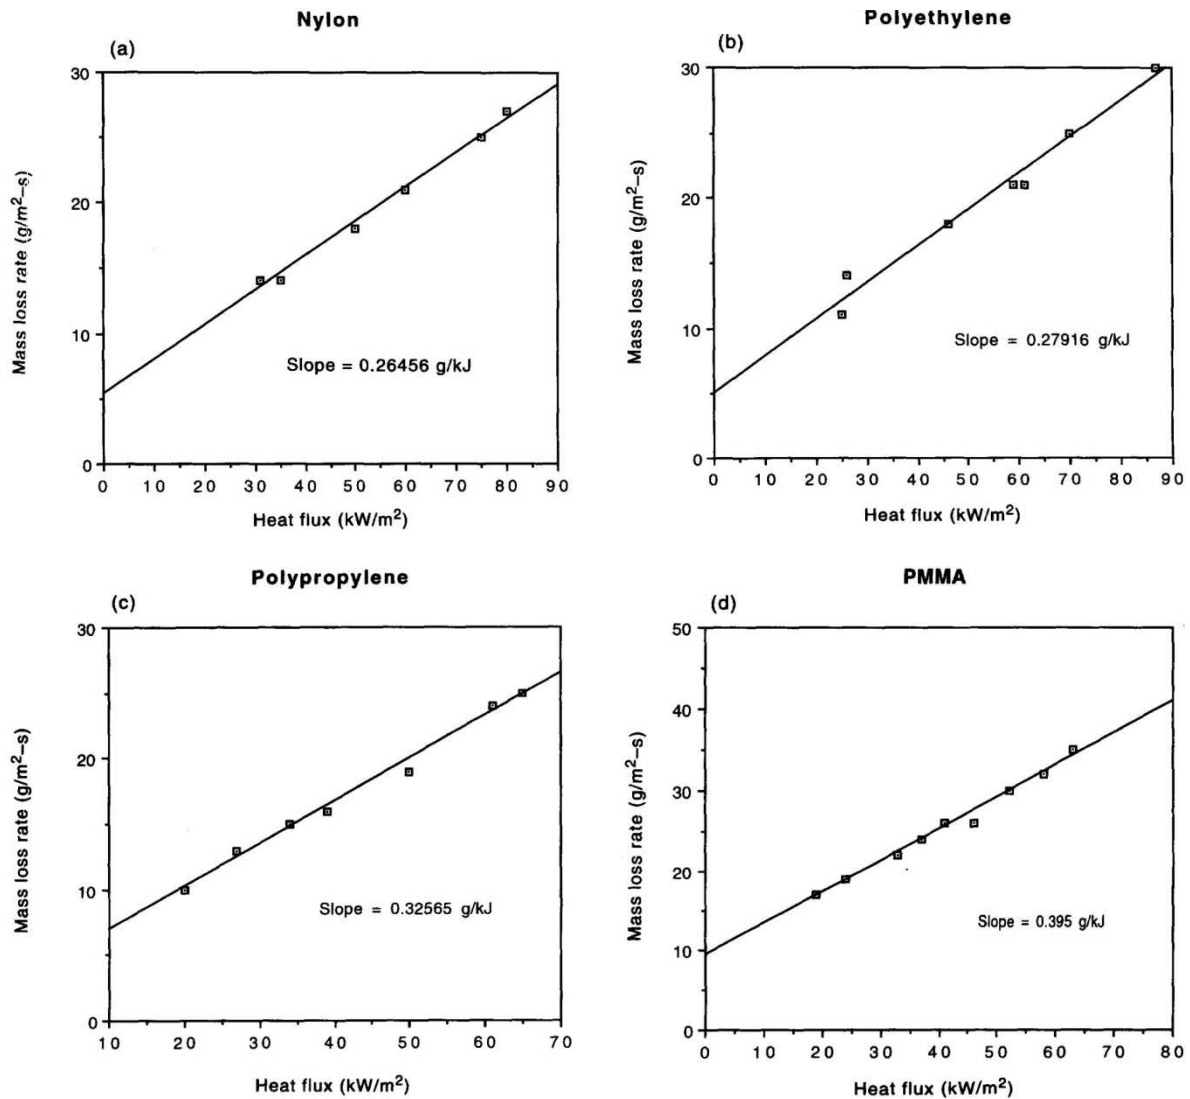 Nylon
(a)
30
20
10
0
Mass loss rate (g/m²–s)
Slope = 0.26456 g/kJ
0 10 20 30 40 50 60 70 80 90
Heat flux (kW/m²)
Polyethylene
(b)
30
20
10
0
Mass loss rate (g/m²–s)
Slope = 0.27916 g/kJ
0 10 20 30 40 50 60 70 80 90
Heat flux (kW/m²)
Polypropylene
(c)
30
20
10
0
Mass loss rate (g/m²–s)
Slope = 0.32565 g/kJ
10 20 30 40 50 60 70
Heat flux (kW/m²)
PMMA
(d)
50
40
30
20
10
0
Mass loss rate (g/m²–s)
Slope = 0.395 g/kJ
0 10 20 30 40 50 60 70 80
Heat flux (kW/m²)